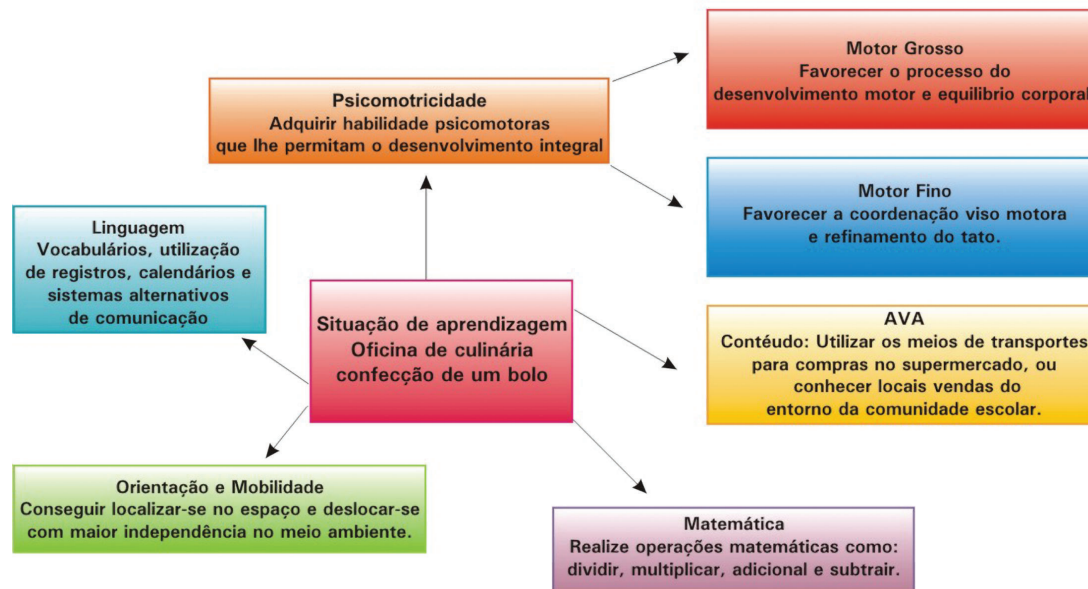 Motor Grosso
Favorecer o processo do
desenvolvimento motor e equilibrio corporal
Psicomotricidade
Adquirir habilidade psicomotoras
que lhe permitam o desenvolvimento integral
Motor Fino
Favorecer a coordenação viso motora
e refinamento do tato.
Linguagem
Vocabulários, utilização
de registros, calendários e
sistemas alternativos
de comunicação
Situação de aprendizagem
Oficina de culinária
confecção de um bolo
AVA
Contéudo: Utilizar os meios de transportes
para compras no supermercado, ou
conhecer locais vendas do
entorno da comunidade escolar.
Orientação e Mobilidade
Conseguir localizar-se no espaço e deslocar-se
com maior independência no meio ambiente.
Matemática
Realize operações matemáticas como:
dividir, multiplicar, adicional e subtrair.